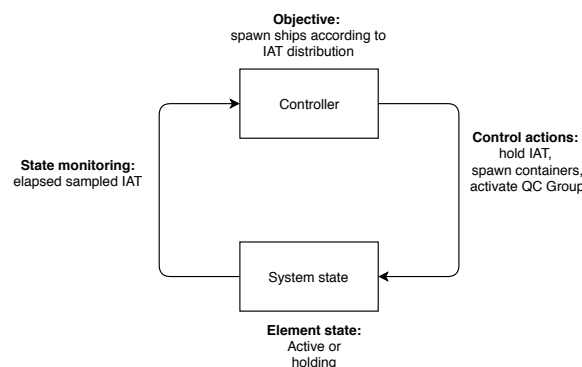 Objective:
spawn ships according to
IAT distribution
Controller
State monitoring:
elapsed sampled IAT
Control actions:
hold IAT,
spawn containers,
activate QC Group
System state
Element state:
Active or
holding